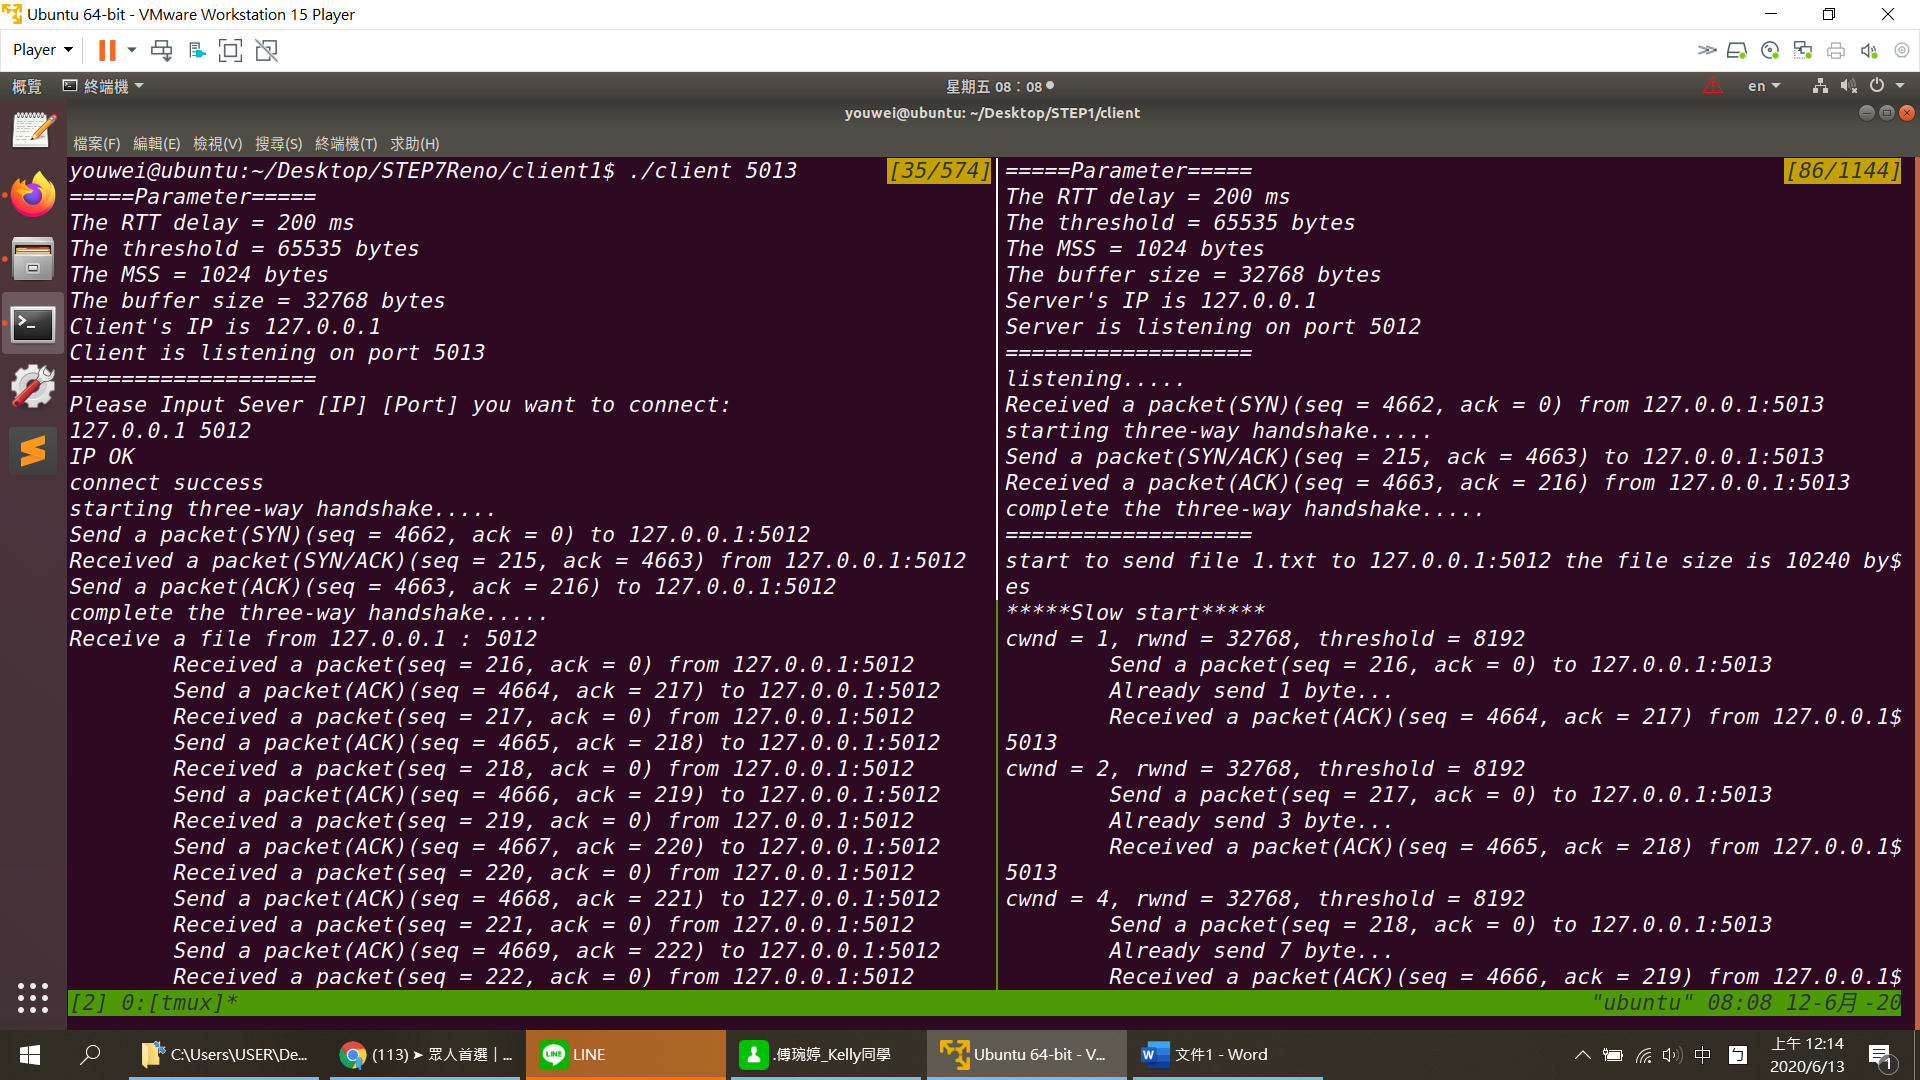 Ubuntu 64-bit - VMware Workstation 15 Player
Player
概覽 終端機 星期五 08：08 en
youwei@ubuntu: ~/Desktop/STEP1/client
檔案(F) 編輯(E) 檢視(V) 搜尋(S) 終端機(T) 求助(H)
youwei@ubuntu:~/Desktop/STEP7Reno/client1$ ./client 5013 [35/574]
=====Parameter=====
The RTT delay = 200 ms
The threshold = 65535 bytes
The MSS = 1024 bytes
The buffer size = 32768 bytes
Client's IP is 127.0.0.1
Client is listening on port 5013
===================
Please Input Sever [IP] [Port] you want to connect:
127.0.0.1 5012
IP OK
connect success
starting three-way handshake.....
Send a packet(SYN)(seq = 4662, ack = 0) to 127.0.0.1:5012
Received a packet(SYN/ACK)(seq = 215, ack = 4663) from 127.0.0.1:5012
Send a packet(ACK)(seq = 4663, ack = 216) to 127.0.0.1:5012
complete the three-way handshake.....
Receive a file from 127.0.0.1 : 5012
Received a packet(seq = 216, ack = 0) from 127.0.0.1:5012
Send a packet(ACK)(seq = 4664, ack = 217) to 127.0.0.1:5012
Received a packet(seq = 217, ack = 0) from 127.0.0.1:5012
Send a packet(ACK)(seq = 4665, ack = 218) to 127.0.0.1:5012
Received a packet(seq = 218, ack = 0) from 127.0.0.1:5012
Send a packet(ACK)(seq = 4666, ack = 219) to 127.0.0.1:5012
Received a packet(seq = 219, ack = 0) from 127.0.0.1:5012
Send a packet(ACK)(seq = 4667, ack = 220) to 127.0.0.1:5012
Received a packet(seq = 220, ack = 0) from 127.0.0.1:5012
Send a packet(ACK)(seq = 4668, ack = 221) to 127.0.0.1:5012
Received a packet(seq = 221, ack = 0) from 127.0.0.1:5012
Send a packet(ACK)(seq = 4669, ack = 222) to 127.0.0.1:5012
Received a packet(seq = 222, ack = 0) from 127.0.0.1:5012
=====Parameter===== [86/1144]
The RTT delay = 200 ms
The threshold = 65535 bytes
The MSS = 1024 bytes
The buffer size = 32768 bytes
Server's IP is 127.0.0.1
Server is listening on port 5012
===================
listening.....
Received a packet(SYN)(seq = 4662, ack = 0) from 127.0.0.1:5013
starting three-way handshake.....
Send a packet(SYN/ACK)(seq = 215, ack = 4663) to 127.0.0.1:5013
Received a packet(ACK)(seq = 4663, ack = 216) from 127.0.0.1:5013
complete the three-way handshake.....
===================
start to send file 1.txt to 127.0.0.1:5012 the file size is 10240 by$
es
*****Slow start*****
cwnd = 1, rwnd = 32768, threshold = 8192
Send a packet(seq = 216, ack = 0) to 127.0.0.1:5013
Already send 1 byte...
Received a packet(ACK)(seq = 4664, ack = 217) from 127.0.0.1$
5013
cwnd = 2, rwnd = 32768, threshold = 8192
Send a packet(seq = 217, ack = 0) to 127.0.0.1:5013
Already send 3 byte...
Received a packet(ACK)(seq = 4665, ack = 218) from 127.0.0.1$
5013
cwnd = 4, rwnd = 32768, threshold = 8192
Send a packet(seq = 218, ack = 0) to 127.0.0.1:5013
Already send 7 byte...
Received a packet(ACK)(seq = 4666, ack = 219) from 127.0.0.1$
[2] 0:[tmux]* "ubuntu" 08:08 12-6月 -20
C:\Users\USER\De... (113) ➤ 眾人首選｜... LINE .傅琬婷_Kelly同學 Ubuntu 64-bit - V... 文件1 - Word 中 ㄅ 上午 12:14
2020/6/13 1